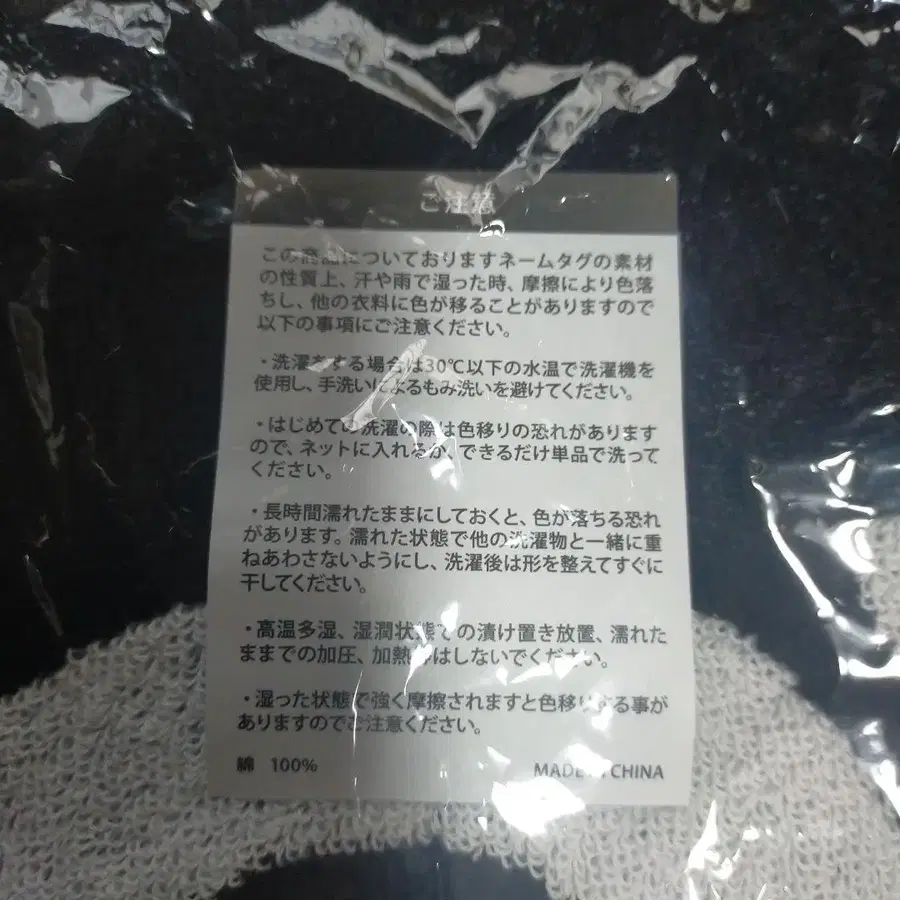 ご注意
この商品についておりますネームタグの素材
の性質上、汗や雨で湿った時、摩擦により色落
ちし、他の衣料に色が移ることがありますので
以下の事項にご注意ください。
・洗濯をする場合は30℃以下の水温で洗濯機を
使用し、手洗いによるもみ洗いを避けてください。
・はじめての洗濯の際は色移りの恐れがあります
ので、ネットに入れるか、できるだけ単品で洗って
ください。
・長時間濡れたままにしておくと、色が落ちる恐れ
があります。濡れた状態で他の洗濯物と一緒に重
ねあわさないようにし、洗濯後は形を整えてすぐに
干してください。
・高温多湿、湿潤状態での漬け置き放置、濡れた
ままでの加圧、加熱等はしないでください。
・湿った状態で強く摩擦されますと色移りする事が
ありますのでご注意ください。
綿 100%
MADE IN CHINA